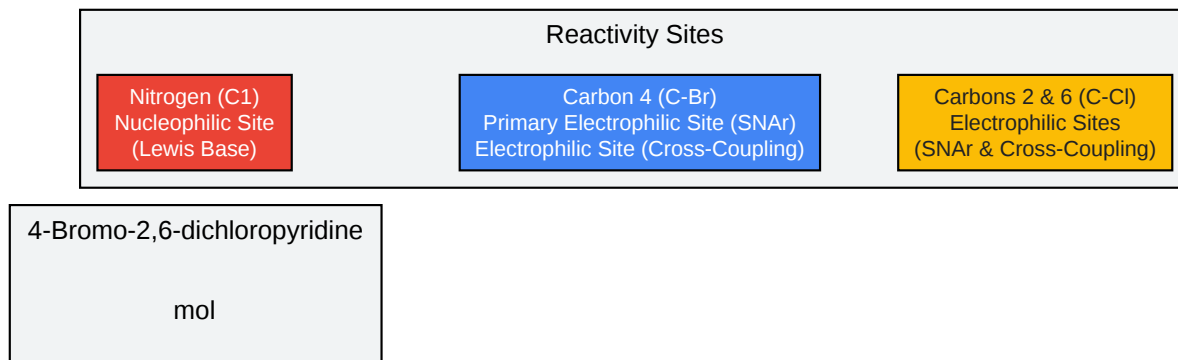 Reactivity Sites
Nitrogen (C1)
Nucleophilic Site
(Lewis Base)
Carbon 4 (C-Br)
Primary Electrophilic Site (SNAr)
Electrophilic Site (Cross-Coupling)
Carbons 2 & 6 (C-Cl)
Electrophilic Sites
(SNAr & Cross-Coupling)
4-Bromo-2,6-dichloropyridine
mol